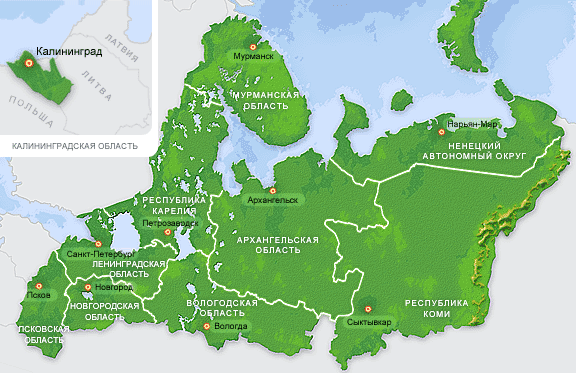 Калининград
ЛАТВИЯ
ЛИТВА
ПОЛЬША
КАЛИНИНГРАДСКАЯ ОБЛАСТЬ
Мурманск
МУРМАНСКАЯ
ОБЛАСТЬ
Нарьян-Мар
НЕНЕЦКИЙ
АВТОНОМНЫЙ ОКРУГ
Архангельск
РЕСПУБЛИКА
КАРЕЛИЯ
Петрозаводск
АРХАНГЕЛЬСКАЯ
ОБЛАСТЬ
Санкт-Петербург
ЛЕНИНГРАДСКАЯ
ОБЛАСТЬ
Псков
Новгород
НОВГОРОДСКАЯ
ОБЛАСТЬ
ВОЛОГОДСКАЯ
ОБЛАСТЬ
Вологда
РЕСПУБЛИКА
КОМИ
Сыктывкар
ПСКОВСКАЯ
ОБЛАСТЬ